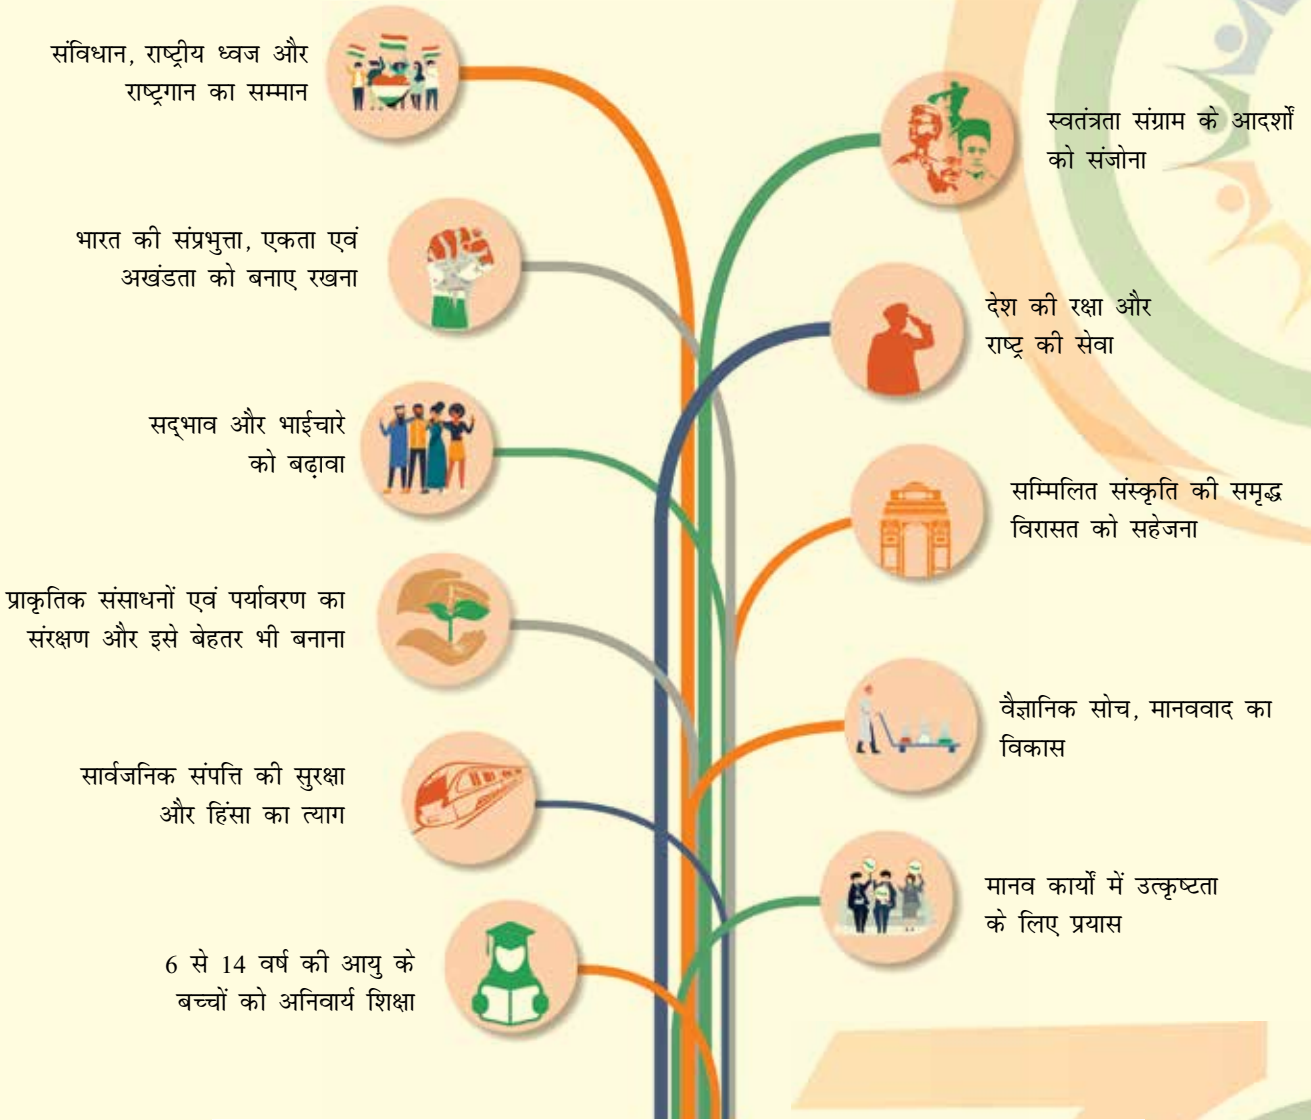 संविधान, राष्ट्रीय ध्वज और
राष्ट्रगान का सम्मान
स्वतंत्रता संग्राम के आदर्शों
को संजोना
भारत की संप्रभुत्ता, एकता एवं
अखंडता को बनाए रखना
देश की रक्षा और
राष्ट्र की सेवा
सद्‌भाव और भाईचारे
को बढ़ावा
सम्मिलित संस्कृति की समृद्ध
विरासत को सहेजना
प्राकृतिक संसाधनों एवं पर्यावरण का
संरक्षण और इसे बेहतर भी बनाना
वैज्ञानिक सोच, मानववाद का
विकास
सार्वजनिक संपत्ति की सुरक्षा
और हिंसा का त्याग
मानव कार्यों में उत्कृष्टता
के लिए प्रयास
6 से 14 वर्ष की आयु के
बच्चों को अनिवार्य शिक्षा